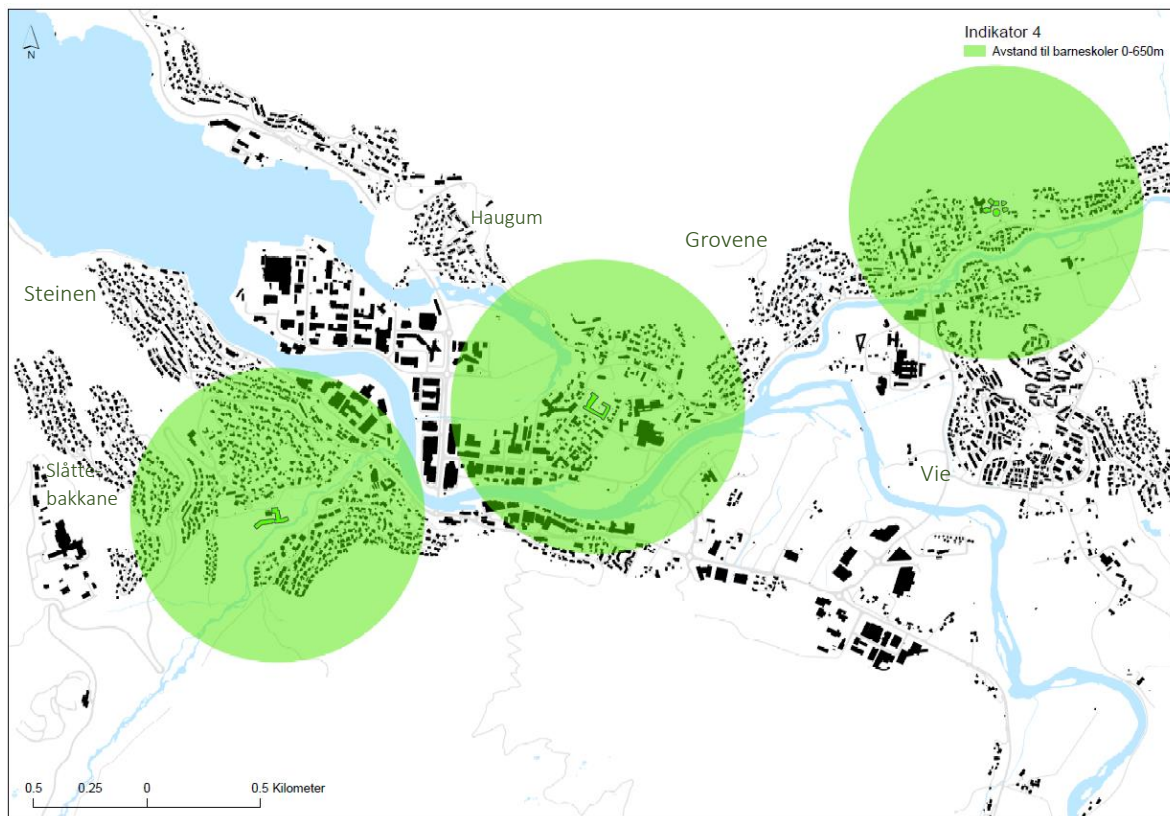 N
Indikator 4
Avstand til barneskoler 0-650m
Haugum
Grovene
Steinen
Slåtte-
bakkane
Vie
0.5 0.25 0 0.5 Kilometer